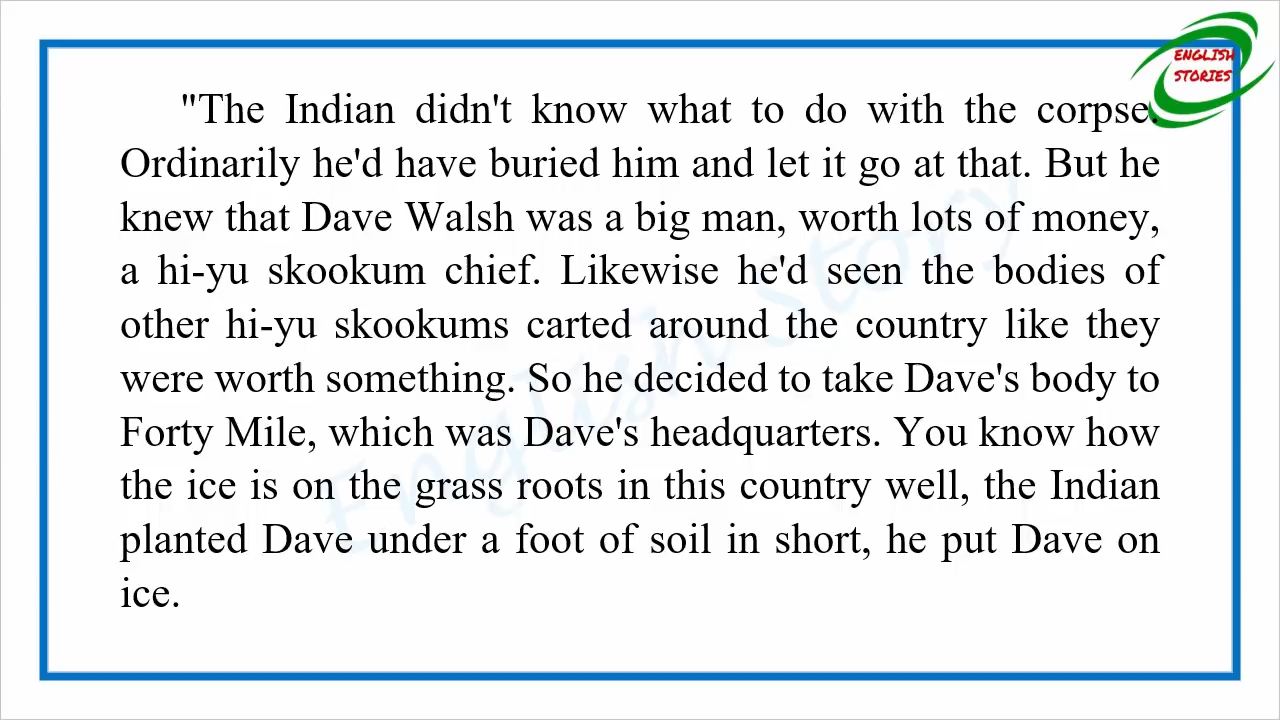 ENGLISH
STORIES
"The Indian didn't know what to do with the corpse.
Ordinarily he'd have buried him and let it go at that. But he
knew that Dave Walsh was a big man, worth lots of money,
a hi-yu skookum chief. Likewise he'd seen the bodies of
other hi-yu skookums carted around the country like they
were worth something. So he decided to take Dave's body to
Forty Mile, which was Dave's headquarters. You know how
the ice is on the grass roots in this country well, the Indian
planted Dave under a foot of soil in short, he put Dave on
ice.
English Story